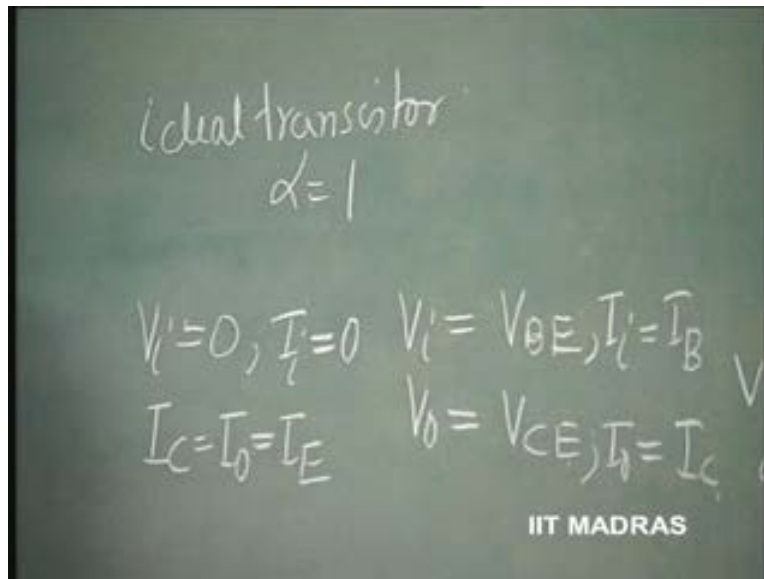 ideal transistor
α=1
Vi=0, Ii=0 Vi = VBE, Ii = IB
IC=I0=IE V0 = VCE, I0 = IC
V
IIT MADRAS